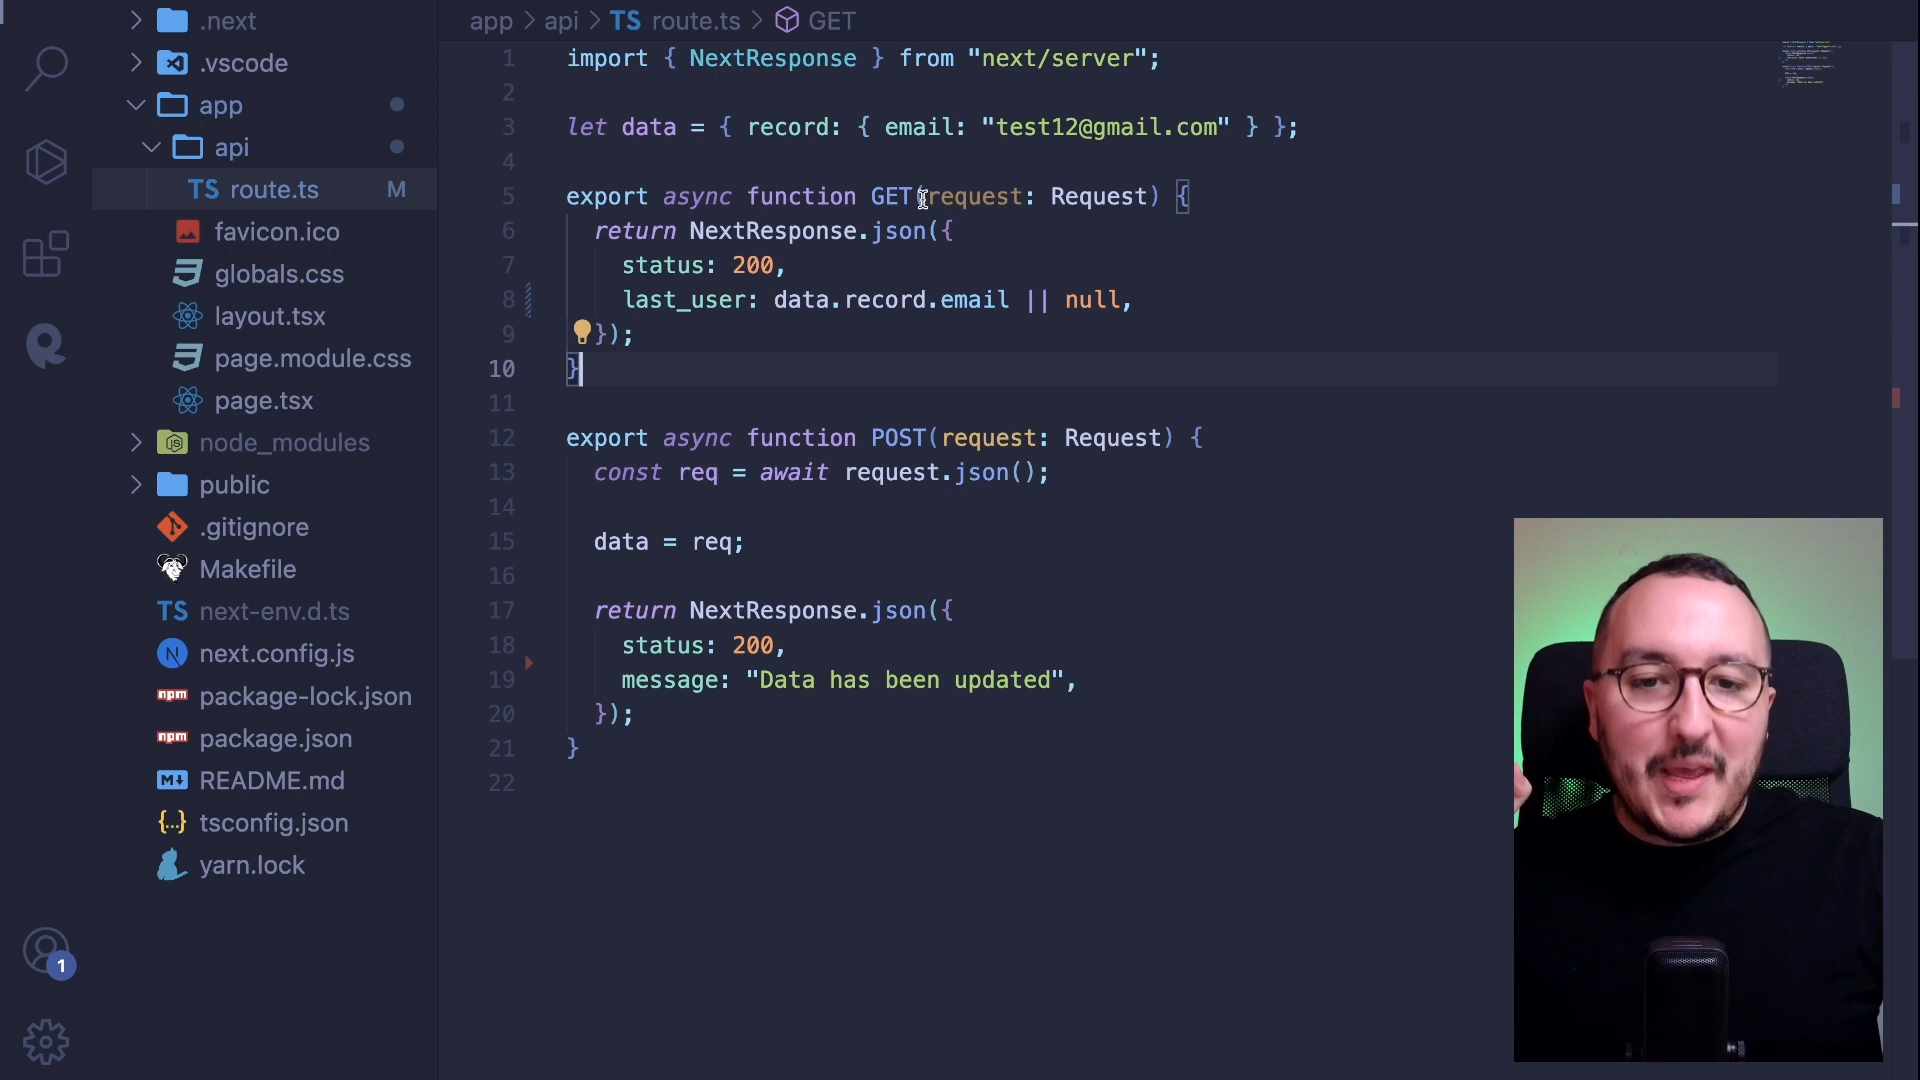 .next
.vscode
app
api
TS route.ts M
favicon.ico
globals.css
layout.tsx
page.module.css
page.tsx
node_modules
public
.gitignore
Makefile
TS next-env.d.ts
N next.config.js
npm package-lock.json
npm package.json
M↓ README.md
{...} tsconfig.json
yarn.lock
1
app > api > TS route.ts > GET
1 import { NextResponse } from "next/server";
2
3 let data = { record: { email: "test12@gmail.com" } };
4
5 export async function GET(request: Request) {
6 return NextResponse.json({
7 status: 200,
8 last_user: data.record.email || null,
9 });
10 }
11
12 export async function POST(request: Request) {
13 const req = await request.json();
14
15 data = req;
16
17 return NextResponse.json({
18 status: 200,
19 message: "Data has been updated",
20 });
21 }
22